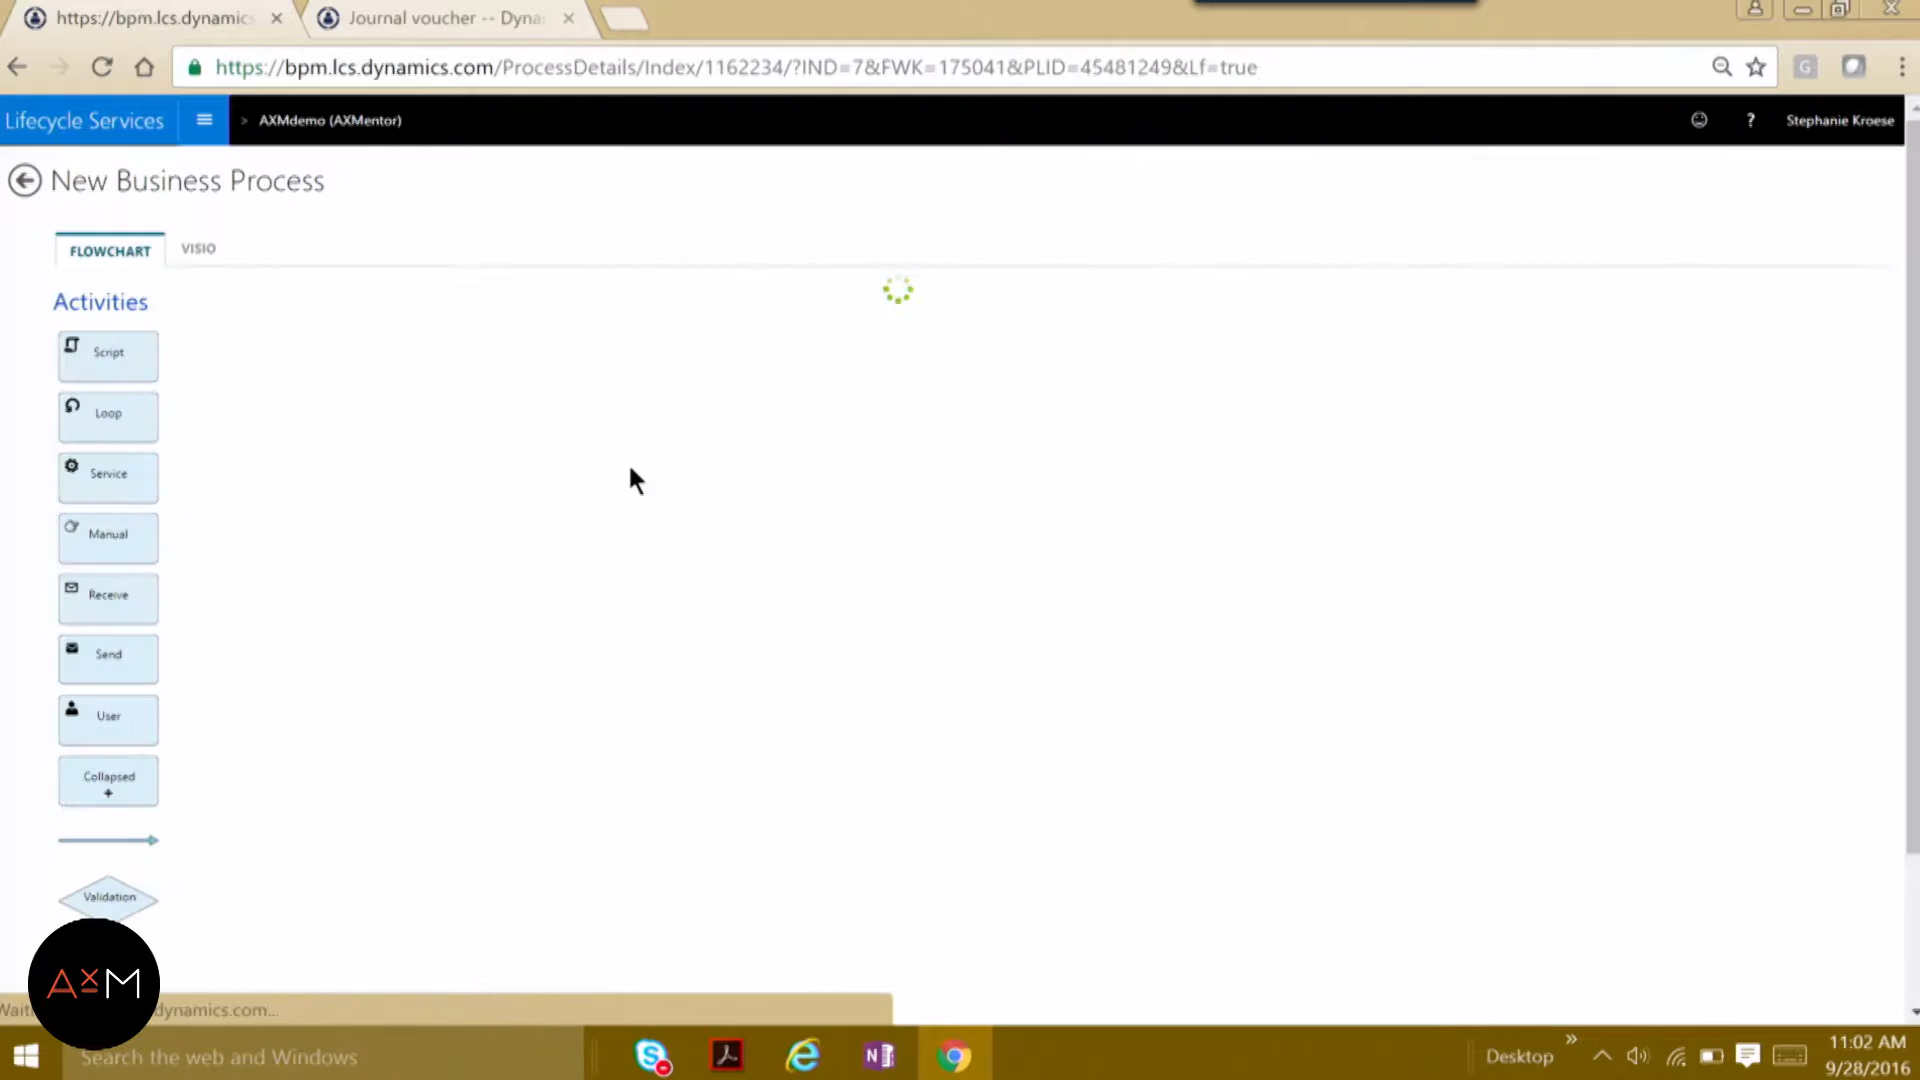 https://bpm.lcs.dynamics
Journal voucher -- Dyna
https://bpm.lcs.dynamics.com/ProcessDetails/Index/1162234/?IND=7&FWK=175041&PLID=45481249&Lf=true
G
Lifecycle Services
> AXMdemo (AXMentor)
?
Stephanie Kroese
New Business Process
FLOWCHART
VISIO
Activities
Script
Loop
Service
Manual
Receive
Send
User
Collapsed
+
Validation
AXM
Waiti
dynamics.com...
Search the web and Windows
Desktop
11:02 AM
9/28/2016